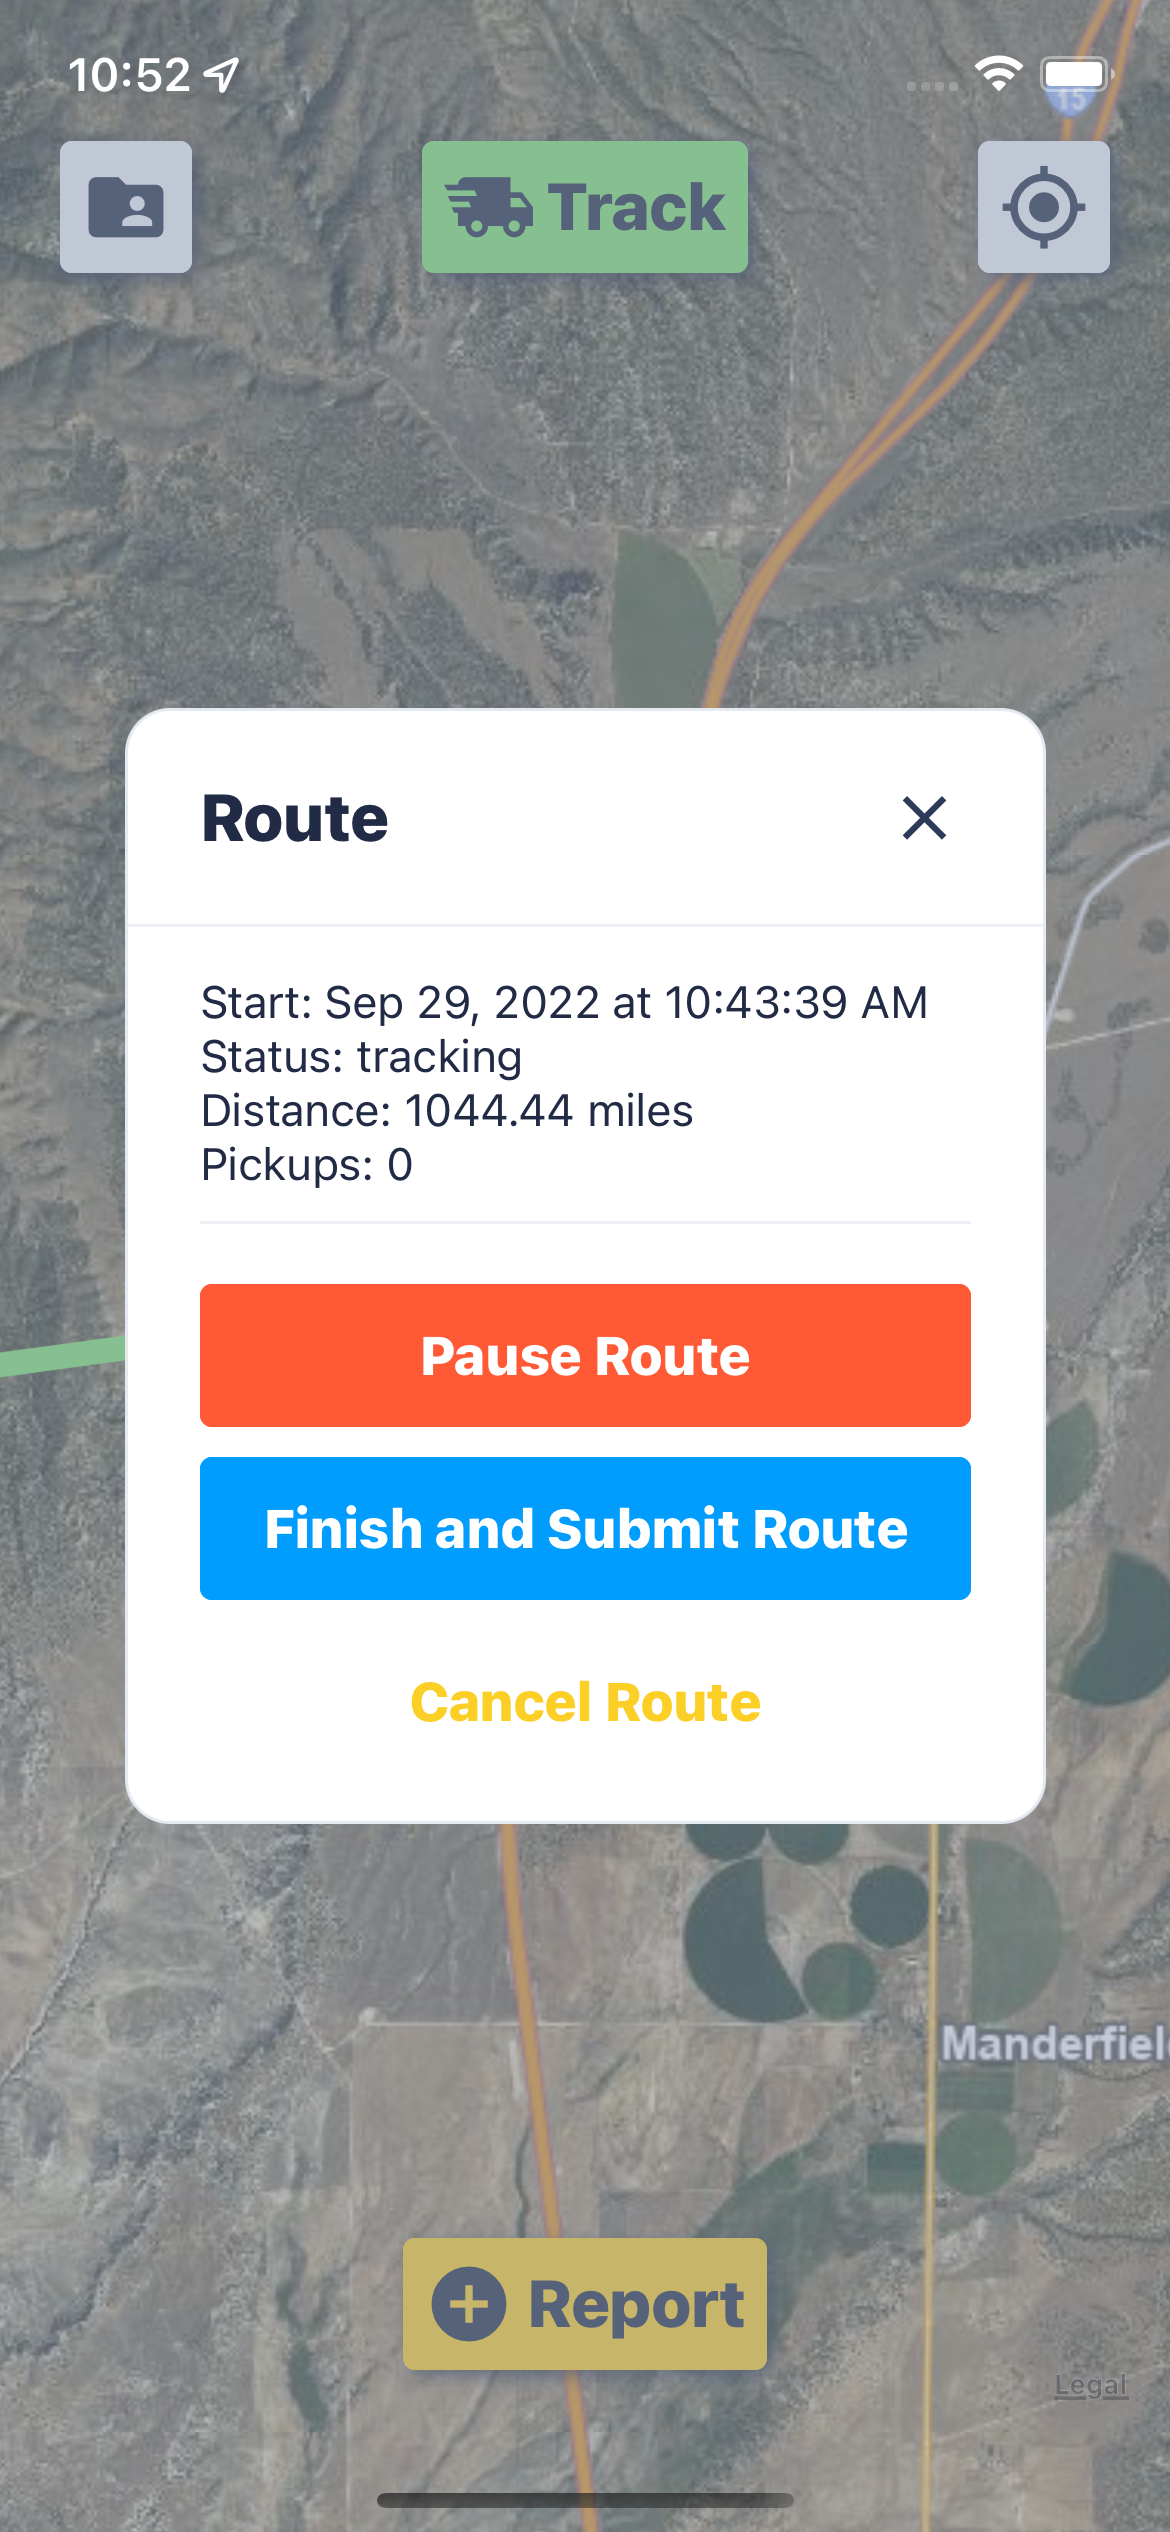 10:52
15
Track
Route
Start: Sep 29, 2022 at 10:43:39 AM
Status: tracking
Distance: 1044.44 miles
Pickups: 0
Pause Route
Finish and Submit Route
Cancel Route
Manderfiel
Report
Legal